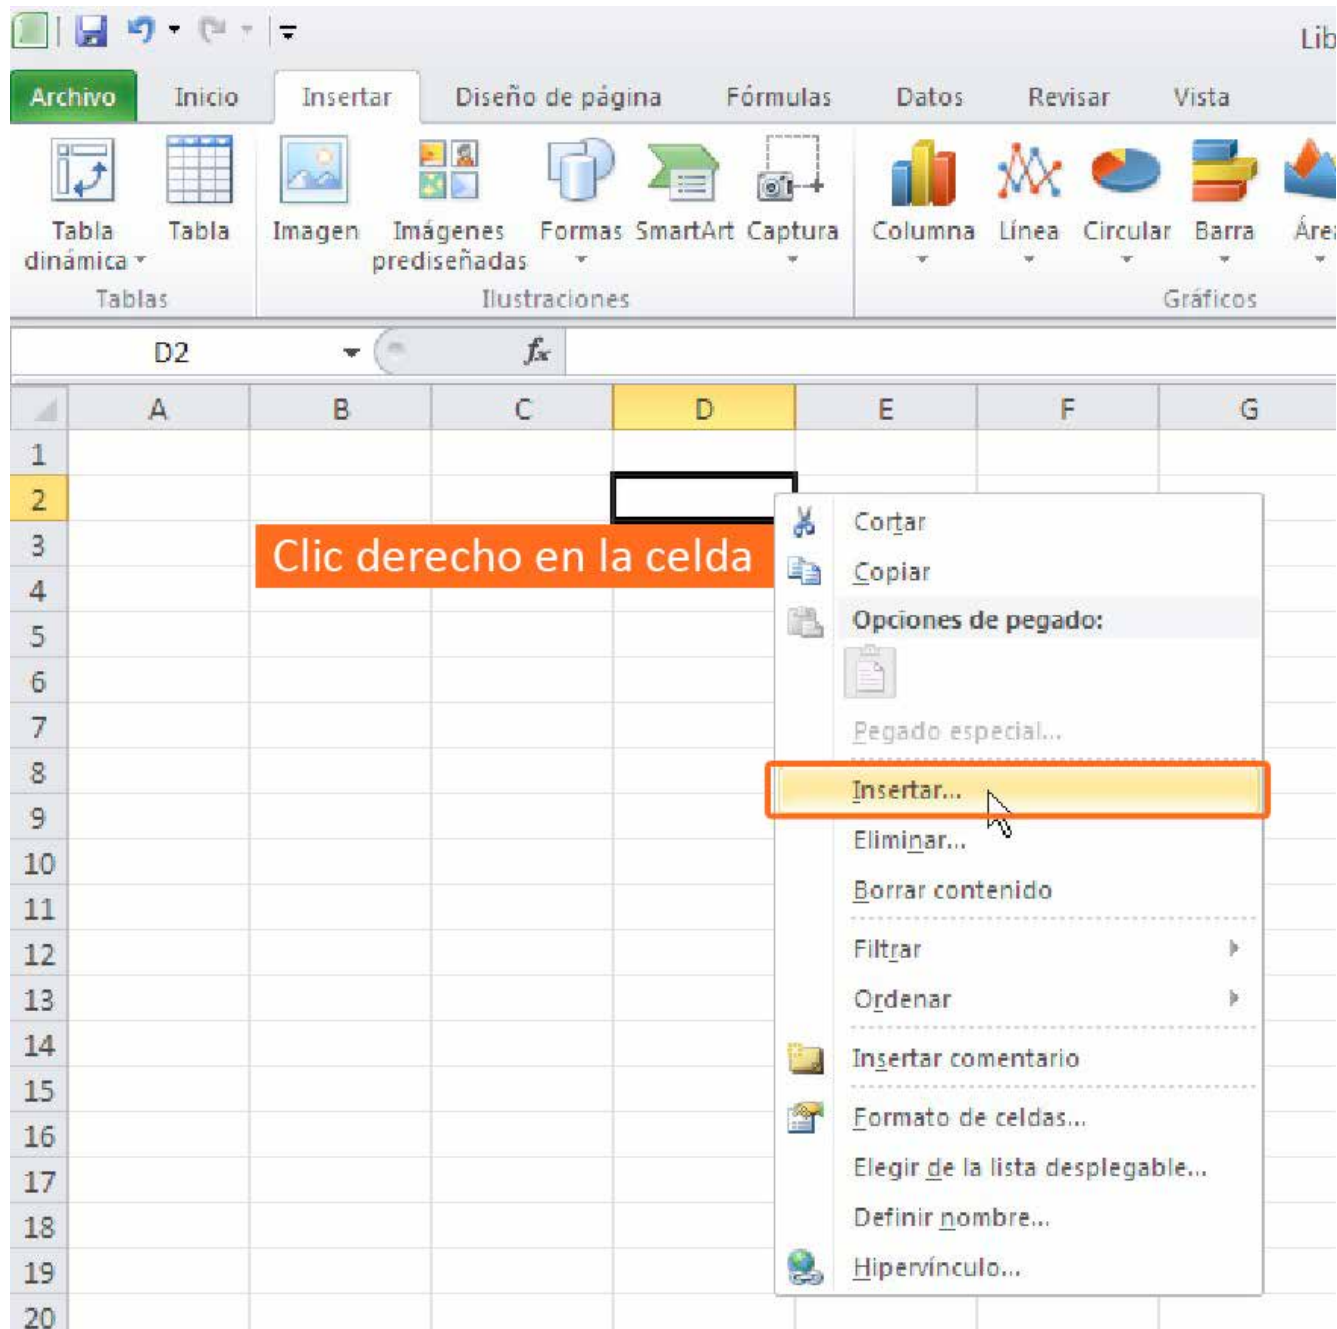 Lib
Archivo Inicio Insertar Diseño de página Fórmulas Datos Revisar Vista
Tabla dinámica Tabla Imagen Imágenes prediseñadas Formas SmartArt Captura Columna Línea Circular Barra Área
Tablas Ilustraciones Gráficos
D2 fx
A B C D E F G
1
2
3
4
5
6
7
8
9
10
11
12
13
14
15
16
17
18
19
20
Clic derecho en la celda
Cortar
Copiar
Opciones de pegado:
Pegado especial...
Insertar...
Eliminar...
Borrar contenido
Filtrar
Ordenar
Insertar comentario
Formato de celdas...
Elegir de la lista desplegable...
Definir nombre...
Hipervínculo...